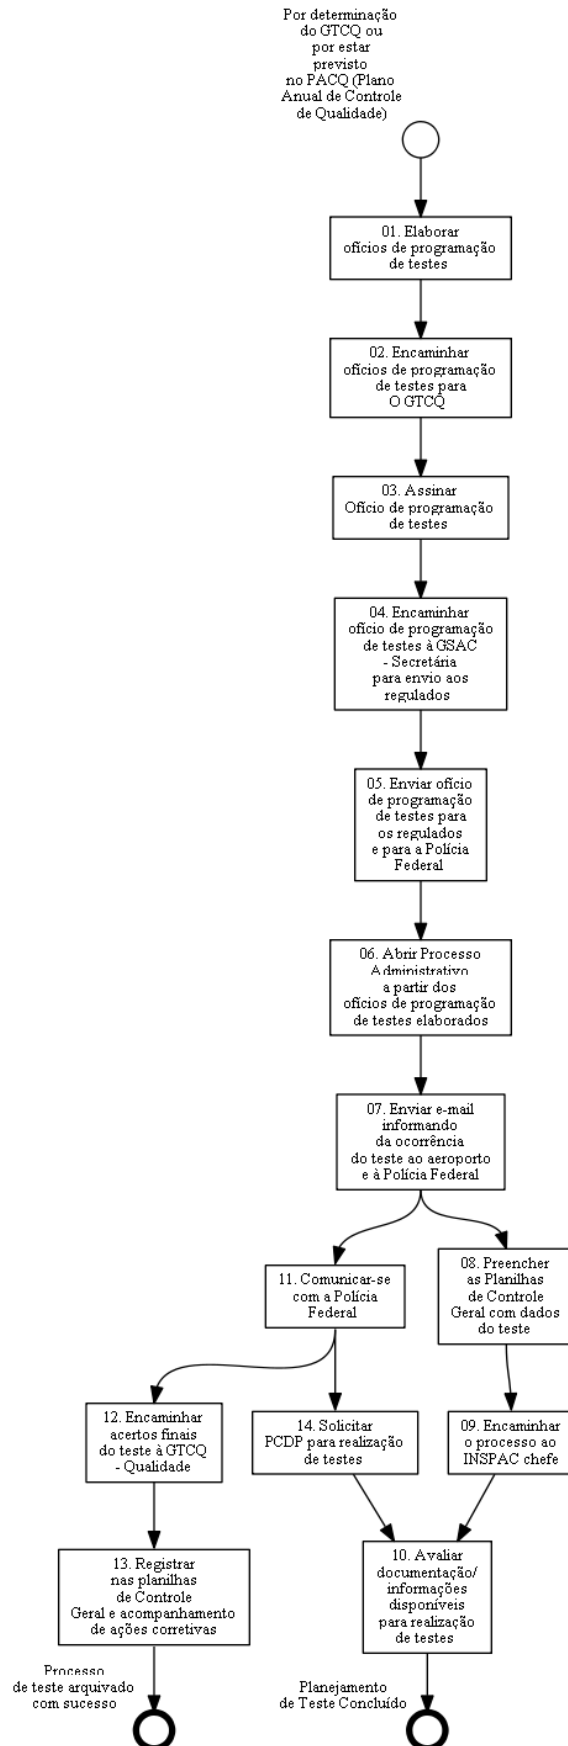 Por determinação
do GTCQ ou
por estar
previsto
no PACQ (Plano
Anual de Controle
de Qualidade)
01. Elaborar
ofícios de programação
de testes
02. Encaminhar
ofícios de programação
de testes para
O GTCQ
03. Assinar
Ofício de programação
de testes
04. Encaminhar
ofício de programação
de testes à GSAC
- Secretária
para envio aos
regulados
05. Enviar ofício
de programação
de testes para
os regulados
e para a Polícia
Federal
06. Abrir Processo
Administrativo
a partir dos
ofícios de programação
de testes elaborados
07. Enviar e-mail
informando
da ocorrência
do teste ao aeroporto
e à Polícia Federal
11. Comunicar-se
com a Polícia
Federal
08. Preencher
as Planilhas
de Controle
Geral com dados
do teste
12. Encaminhar
acertos finais
do teste à GTCQ
- Qualidade
14. Solicitar
PCDP para realização
de testes
09. Encaminhar
o processo ao
INSPAC chefe
13. Registrar
nas planilhas
de Controle
Geral e acompanhamento
de ações corretivas
10. Avaliar
documentação/
informações
disponíveis
para realização
de testes
Processo
de teste arquivado
com sucesso
Planejamento
de Teste Concluído